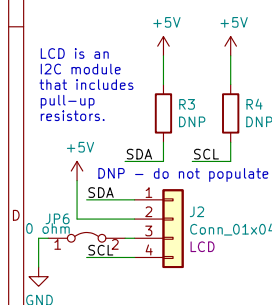 +5V
+5V
LCD is an
I2C module
that includes
pull-up
resistors.
R3
DNP
R4
DNP
SDA
SCL
+5V
DNP - do not populate
SDA
1
2
3
4
J2
Conn_01x04
LCD
JP6
0 ohm
1
2
SCL
D
GND